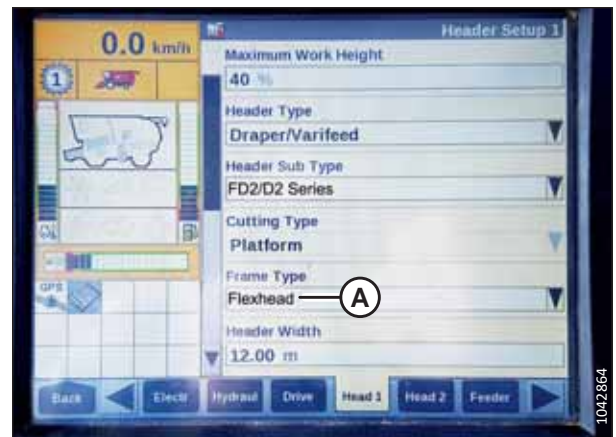 0.0 km/h
Header Setup 1
Maximum Work Height
40 %
1
Header Type
Draper/Varifeed
Header Sub Type
FD2/D2 Series
Cutting Type
Platform
Frame Type
Flexhead
A
GPS
Header Width
12.00 m
Back
Electr
Hydraul
Drive
Head 1
Head 2
Feeder
1042864